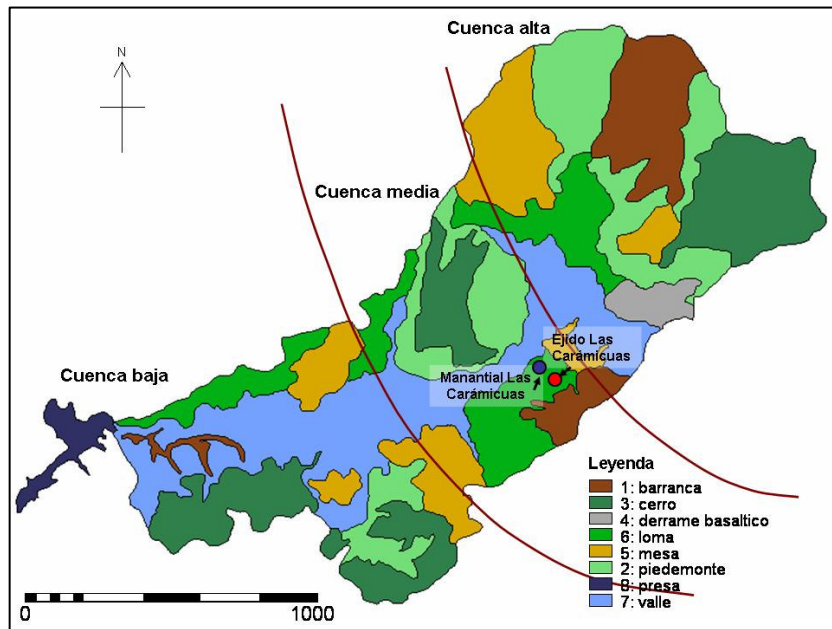 Cuenca alta
N
Cuenca media
Ejido Las
Carámicuas
Cuenca baja
Manantial Las
Carámicuas
Leyenda
1: barranca
3: cerro
4: derrame basaltico
6: loma
5: mesa
2: piedemonte
8: presa
7: valle
0 1000